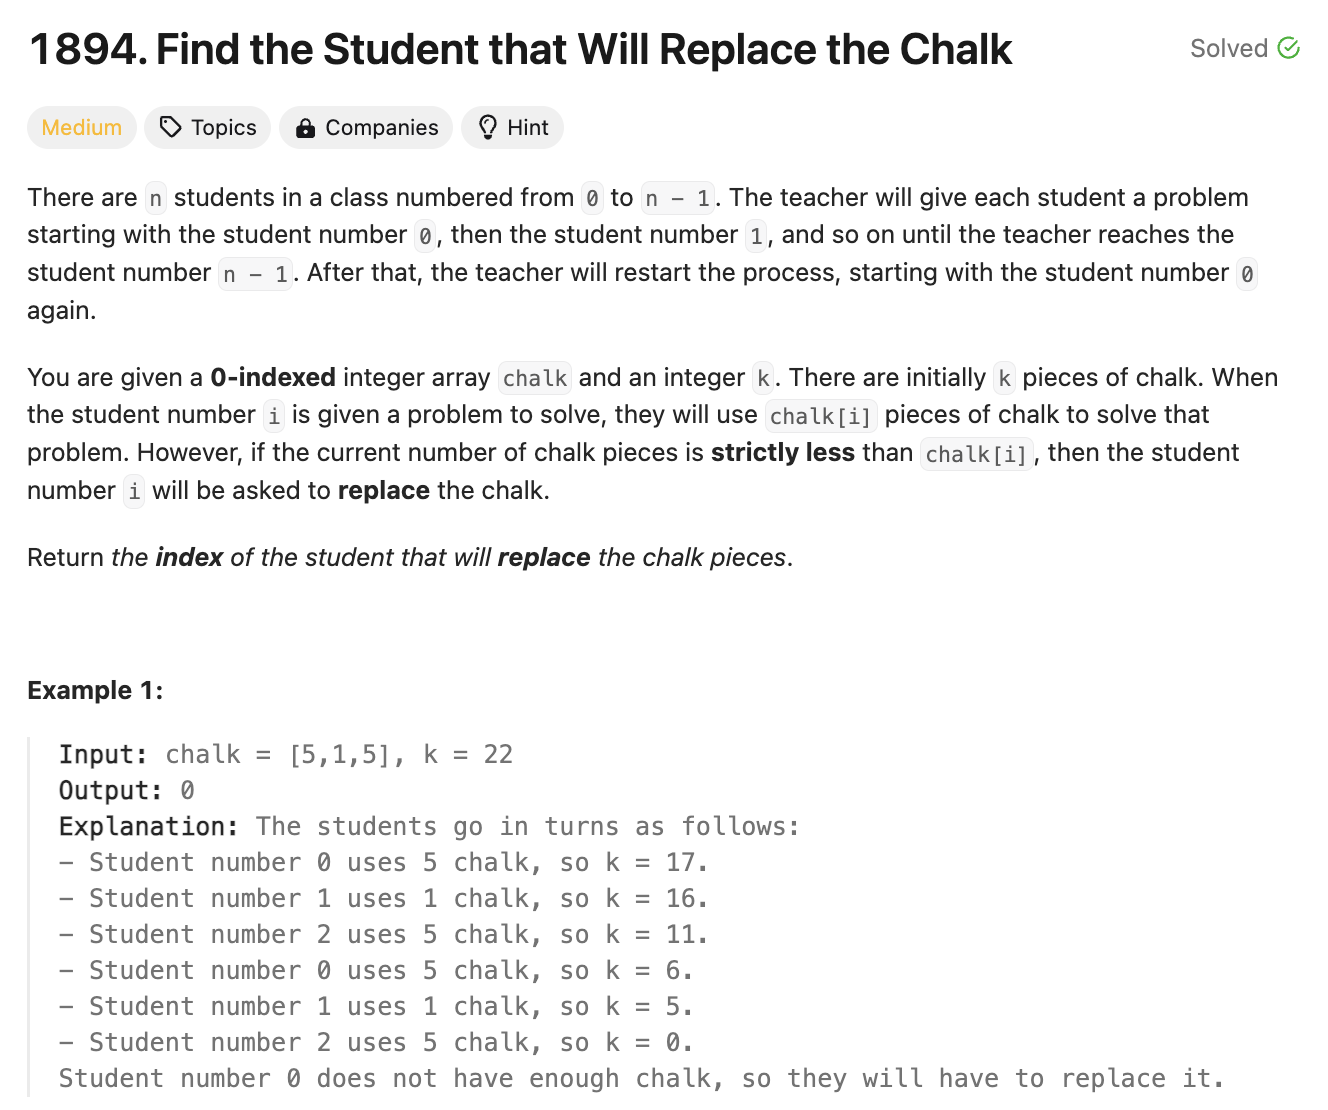 1894. Find the Student that Will Replace the Chalk
Solved
Medium Topics Companies Hint
There are n students in a class numbered from 0 to n - 1. The teacher will give each student a problem
starting with the student number 0, then the student number 1, and so on until the teacher reaches the
student number n - 1. After that, the teacher will restart the process, starting with the student number 0
again.
You are given a 0-indexed integer array chalk and an integer k. There are initially k pieces of chalk. When
the student number i is given a problem to solve, they will use chalk[i] pieces of chalk to solve that
problem. However, if the current number of chalk pieces is strictly less than chalk[i], then the student
number i will be asked to replace the chalk.
Return the index of the student that will replace the chalk pieces.
Example 1:
Input: chalk = [5,1,5], k = 22
Output: 0
Explanation: The students go in turns as follows:
- Student number 0 uses 5 chalk, so k = 17.
- Student number 1 uses 1 chalk, so k = 16.
- Student number 2 uses 5 chalk, so k = 11.
- Student number 0 uses 5 chalk, so k = 6.
- Student number 1 uses 1 chalk, so k = 5.
- Student number 2 uses 5 chalk, so k = 0.
Student number 0 does not have enough chalk, so they will have to replace it.